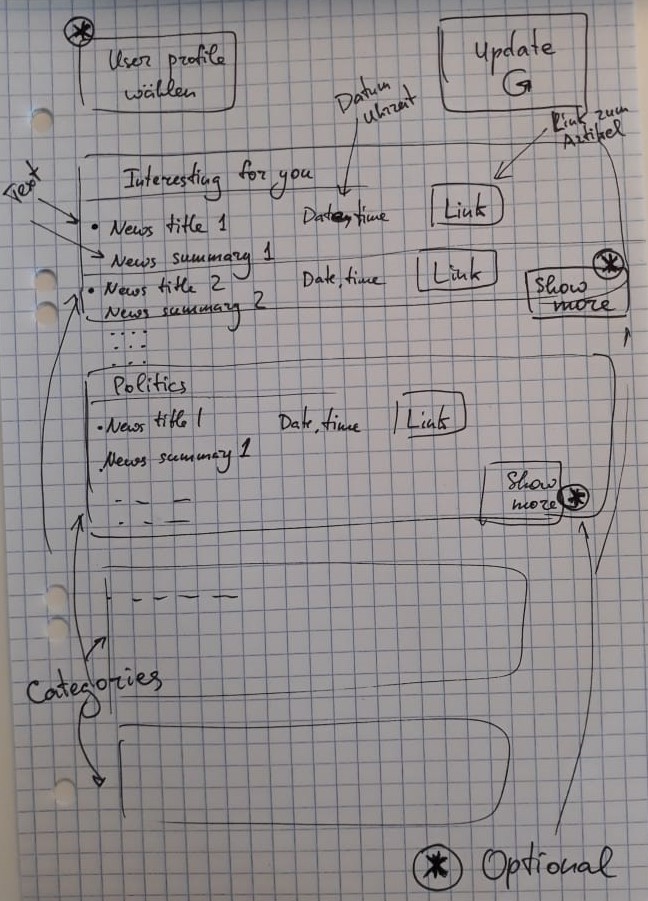 User profile
wählen
Update
Datum
Uhrzeit
Link zum
Artikel
Text
Interesting for you
• News title 1
Date, time
Link
News summary 1
• News title 2
Date, time
Link
News summary 2
Show
more
Politics
• News title 1
Date, time
Link
News summary 1
Show
more
Categories
Optional